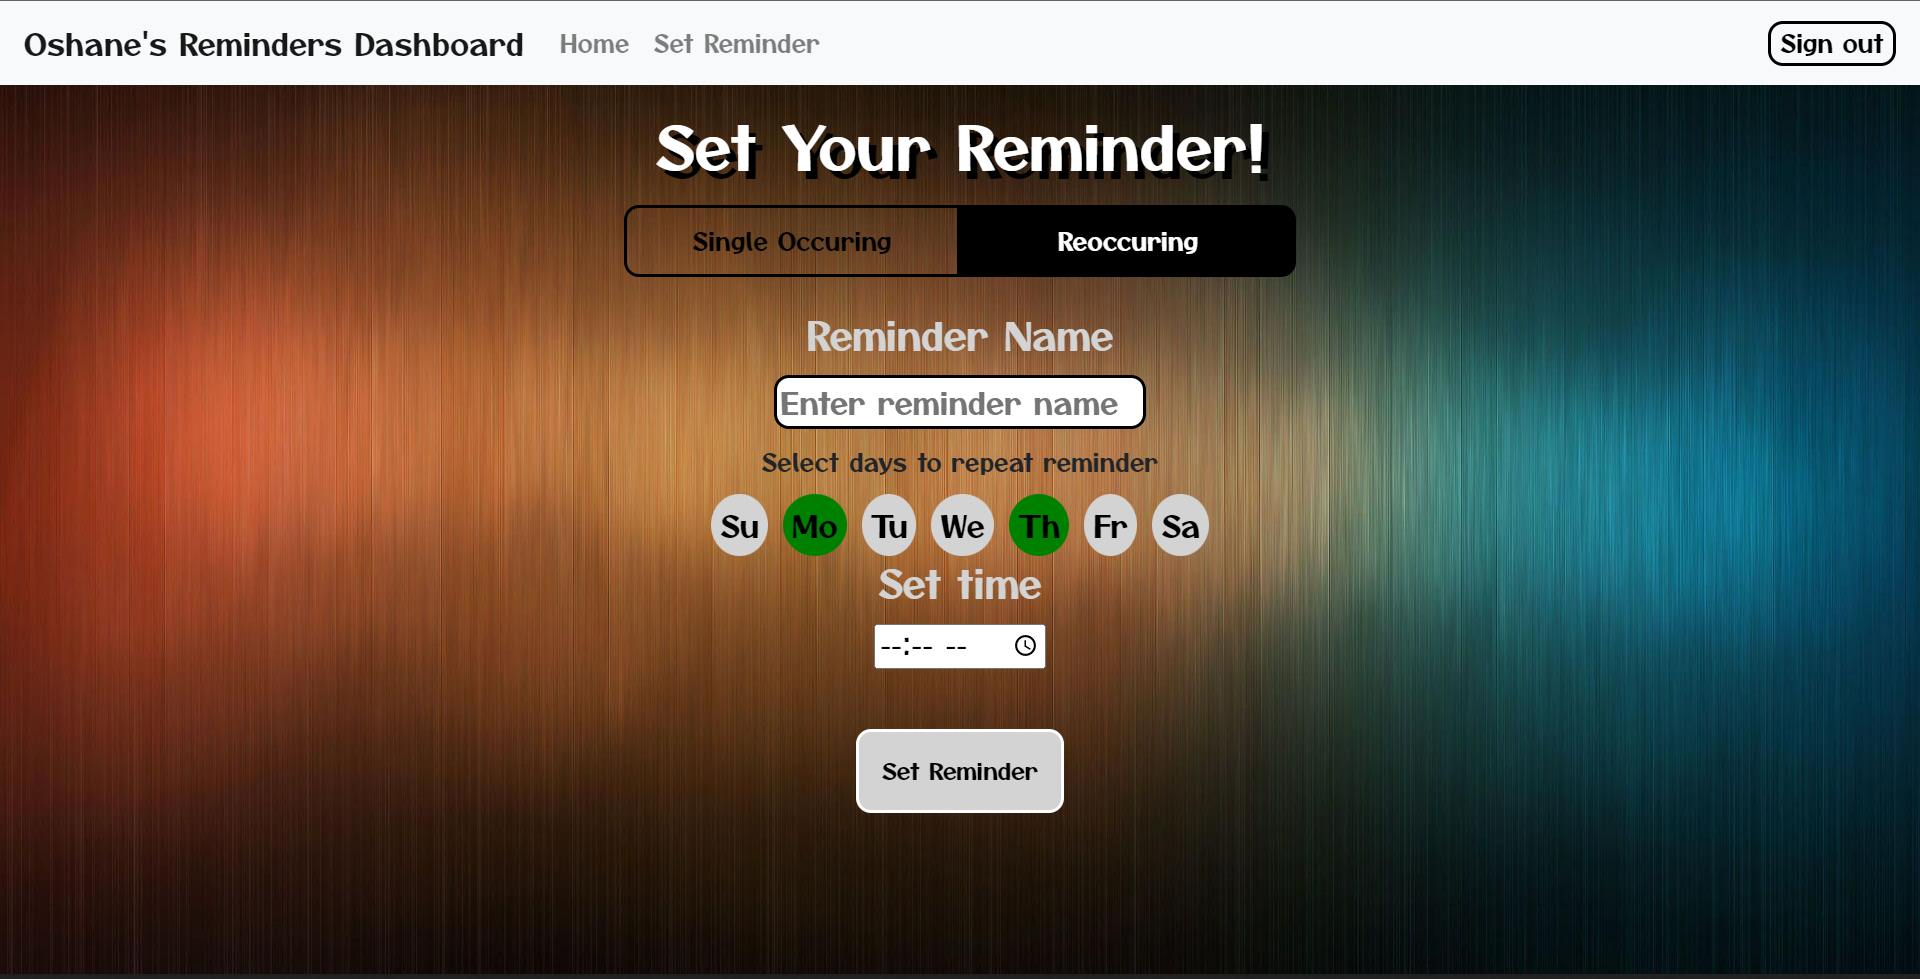 Oshane's Reminders Dashboard Home Set Reminder Sign out
Set Your Reminder!
Single Occuring Reoccuring
Reminder Name
Enter reminder name
Select days to repeat reminder
Su Mo Tu We Th Fr Sa
Set time
--:-- --
Set Reminder